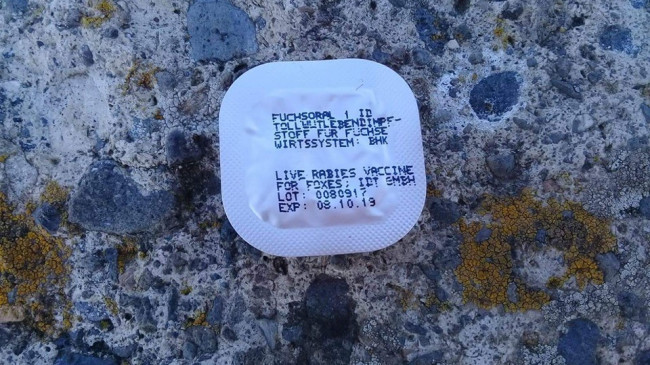 FUCHSORAL 1 ID
TOLLWUTLEBENDIMPF-
STOFF FÜR FÜCHSE
WIRTSSYSTEM: BHK
LIVE RABIES VACCINE
FOR FOXES; IDT GMBH
LOT: 0080917
EXP: 08.10.19